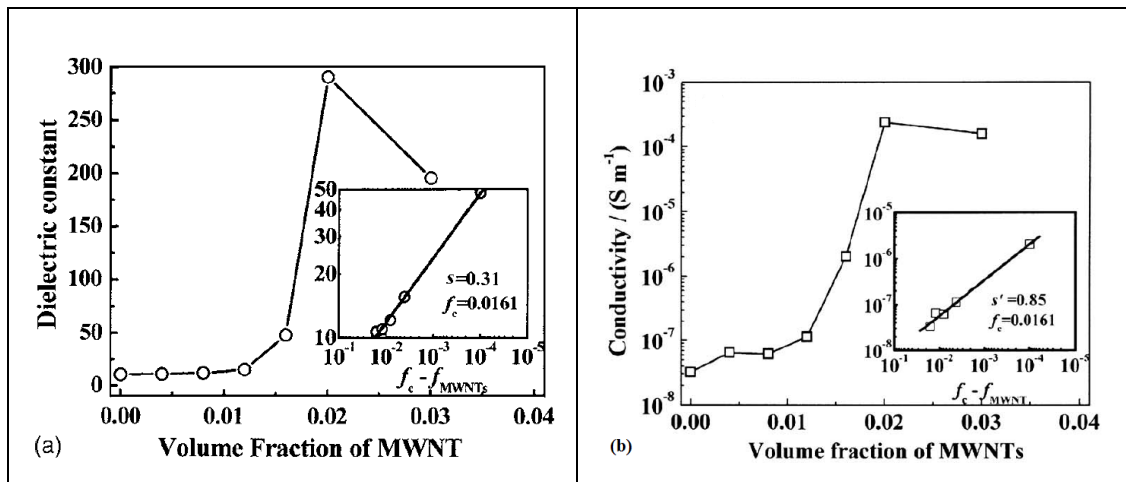 300
250
200
150
100
50
0
Dielectric constant
0.00 0.01 0.02 0.03 0.04
Volume Fraction of MWNT
(a)
50
40
30
20
10
10⁻¹ 10⁻² 10⁻³ 10⁻⁴ 10⁻⁵
s=0.31
f_c=0.0161
f_c - f_MWNTs
10⁻³
10⁻⁴
10⁻⁵
10⁻⁶
10⁻⁷
10⁻⁸
Conductivity / (S m⁻¹)
0.00 0.01 0.02 0.03 0.04
Volume fraction of MWNTs
(b)
10⁻⁵
10⁻⁶
10⁻⁷
10⁻⁸
10⁻¹ 10⁻² 10⁻³ 10⁻⁴ 10⁻⁵
s'=0.85
f_c=0.0161
f_c - f_MWNT